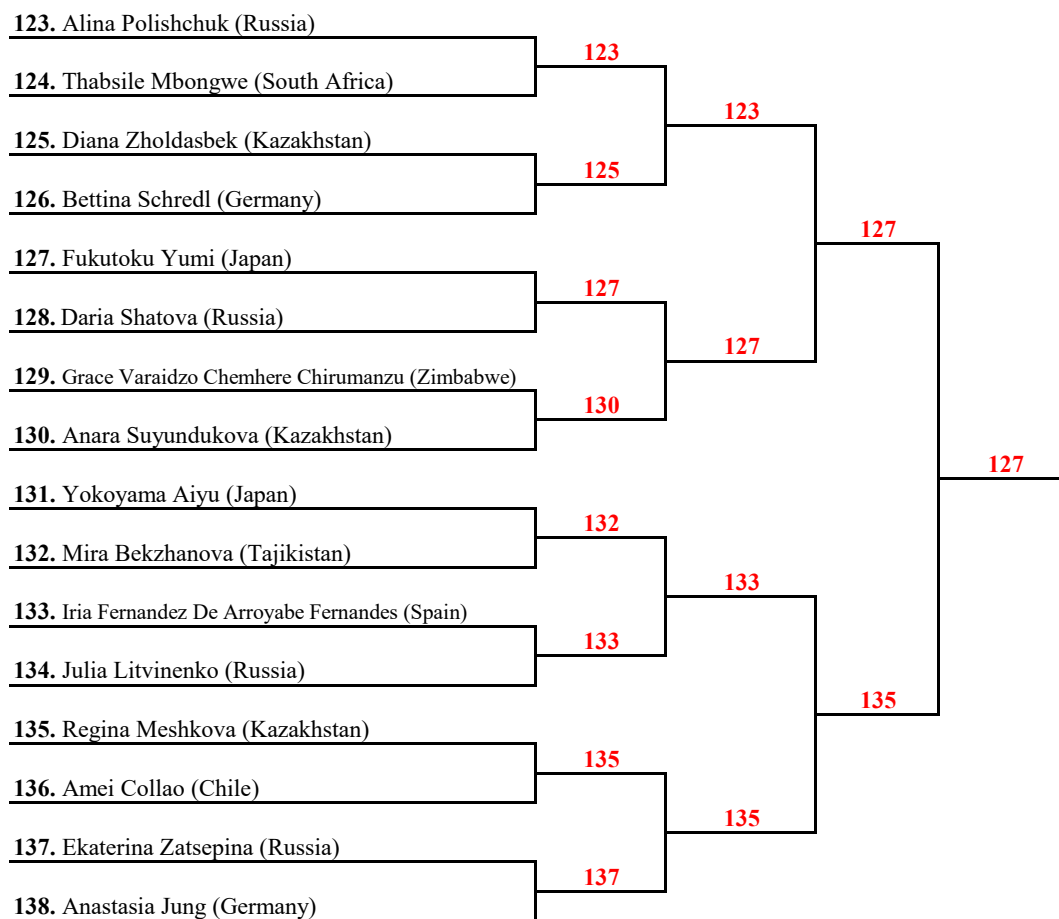 123. Alina Polishchuk (Russia)
123
124. Thabsile Mbongwe (South Africa)
123
125. Diana Zholdasbek (Kazakhstan)
125
126. Bettina Schredl (Germany)
127
127. Fukutoku Yumi (Japan)
127
128. Daria Shatova (Russia)
127
129. Grace Varaidzo Chemhere Chirumanzu (Zimbabwe)
130
130. Anara Suyundukova (Kazakhstan)
127
131. Yokoyama Aiyu (Japan)
132
132. Mira Bekzhanova (Tajikistan)
133
133. Iria Fernandez De Arroyabe Fernandes (Spain)
133
134. Julia Litvinenko (Russia)
135
135. Regina Meshkova (Kazakhstan)
135
136. Amei Collao (Chile)
135
137. Ekaterina Zatsepina (Russia)
137
138. Anastasia Jung (Germany)